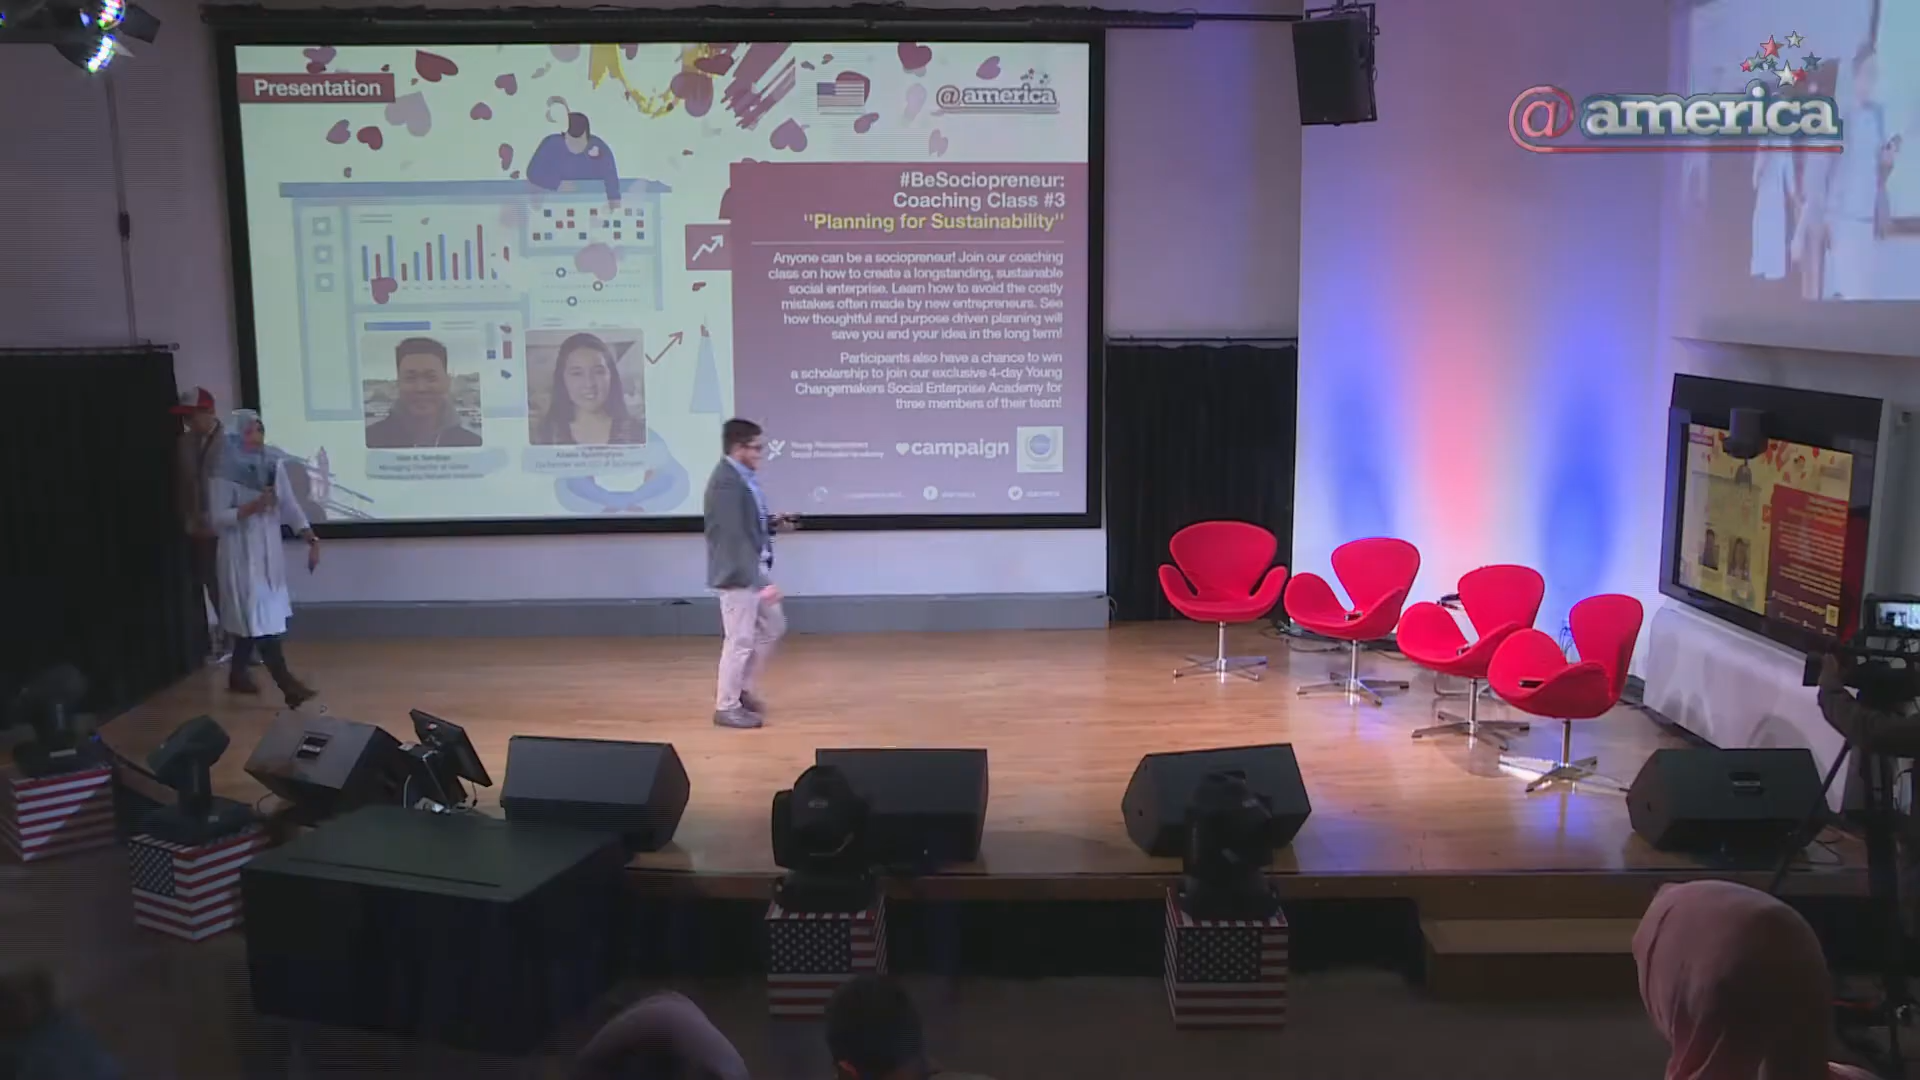 Presentation
@america
@america
#BeSociopreneur:
Coaching Class #3
"Planning for Sustainability"
Anyone can be a sociopreneur! Join our coaching
class on how to create a longstanding, sustainable
social enterprise. Learn how to avoid the costly
mistakes often made by new entrepreneurs. See
how thoughtful and purpose driven planning will
save you and your idea in the long term!
Participants also have a chance to win
a scholarship to join our exclusive 4-day Young
Changemakers Social Enterprise Academy for
three members of their team!
campaign